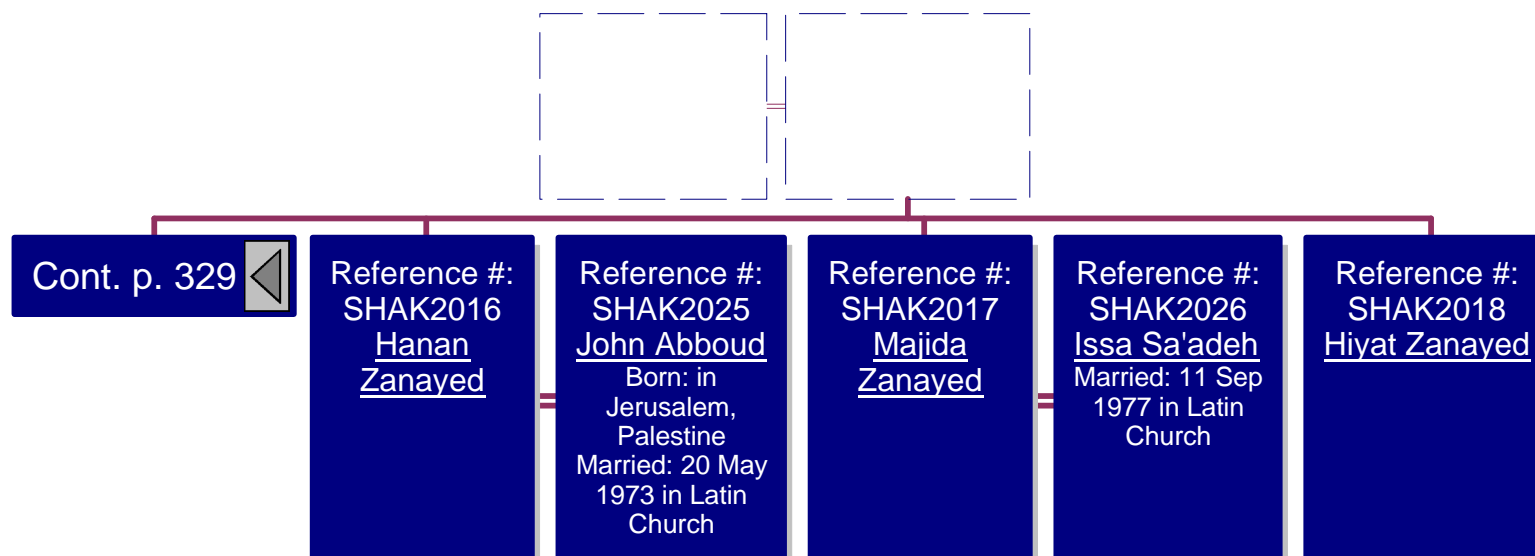 Cont. p. 329
Reference #:
SHAK2016
Hanan
Zanayed
Reference #:
SHAK2025
John Abboud
Born: in
Jerusalem,
Palestine
Married: 20 May
1973 in Latin
Church
Reference #:
SHAK2017
Majida
Zanayed
Reference #:
SHAK2026
Issa Sa'adeh
Married: 11 Sep
1977 in Latin
Church
Reference #:
SHAK2018
Hiyat Zanayed